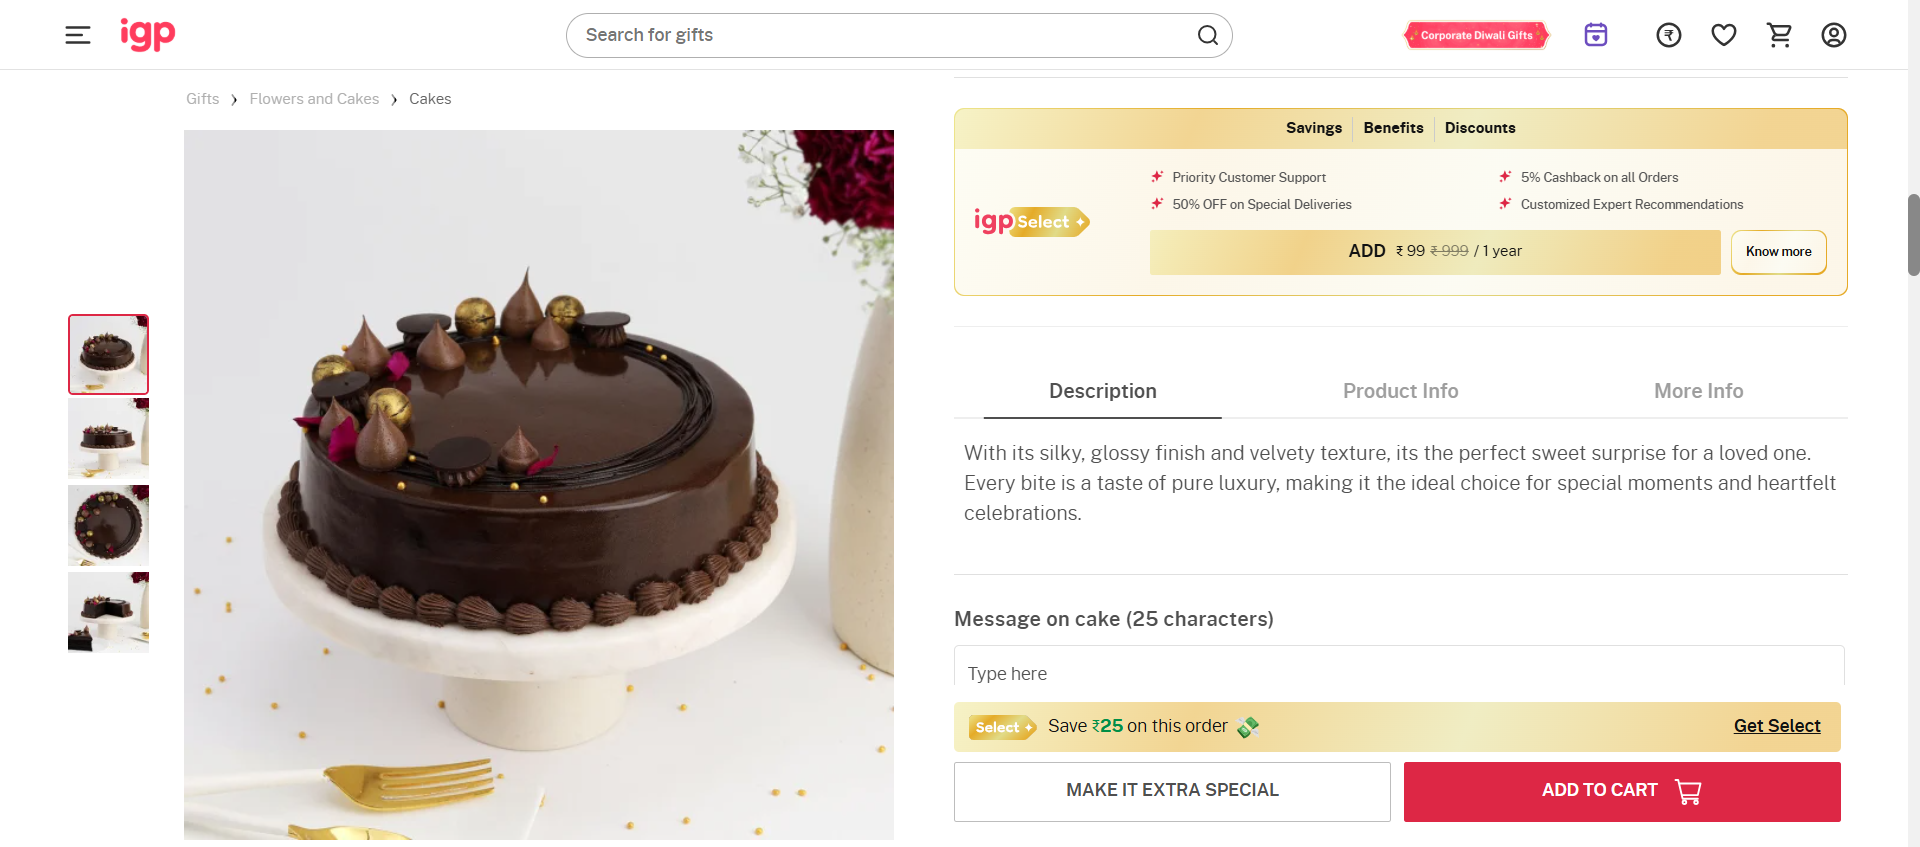 igp
Search for gifts
Corporate Diwali Gifts
₹
Gifts › Flowers and Cakes › Cakes
Savings | Benefits | Discounts
Priority Customer Support
5% Cashback on all Orders
50% OFF on Special Deliveries
Customized Expert Recommendations
igp Select
ADD ₹ 99 ₹ 999 / 1 year
Know more
Description
Product Info
More Info
With its silky, glossy finish and velvety texture, its the perfect sweet surprise for a loved one.
Every bite is a taste of pure luxury, making it the ideal choice for special moments and heartfelt
celebrations.
Message on cake (25 characters)
Type here
Select Save ₹25 on this order 💸 Get Select
MAKE IT EXTRA SPECIAL
ADD TO CART